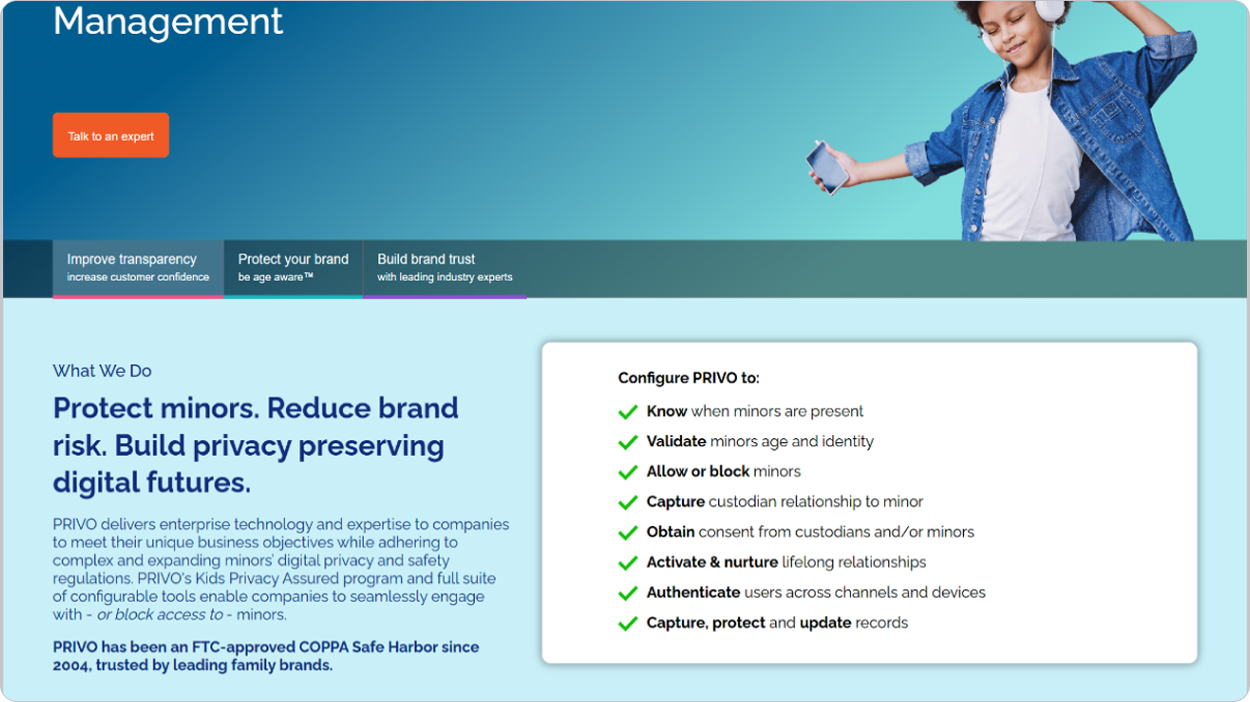 Management
Talk to an expert
Improve transparency
increase customer confidence
Protect your brand
be age aware™
Build brand trust
with leading industry experts
What We Do
Protect minors. Reduce brand
risk. Build privacy preserving
digital futures.
PRIVO delivers enterprise technology and expertise to companies
to meet their unique business objectives while adhering to
complex and expanding minors' digital privacy and safety
regulations. PRIVO's Kids Privacy Assured program and full suite
of configurable tools enable companies to seamlessly engage
with - or block access to - minors.
PRIVO has been an FTC-approved COPPA Safe Harbor since
2004, trusted by leading family brands.
Configure PRIVO to:
Know when minors are present
Validate minors age and identity
Allow or block minors
Capture custodian relationship to minor
Obtain consent from custodians and/or minors
Activate & nurture lifelong relationships
Authenticate users across channels and devices
Capture, protect and update records